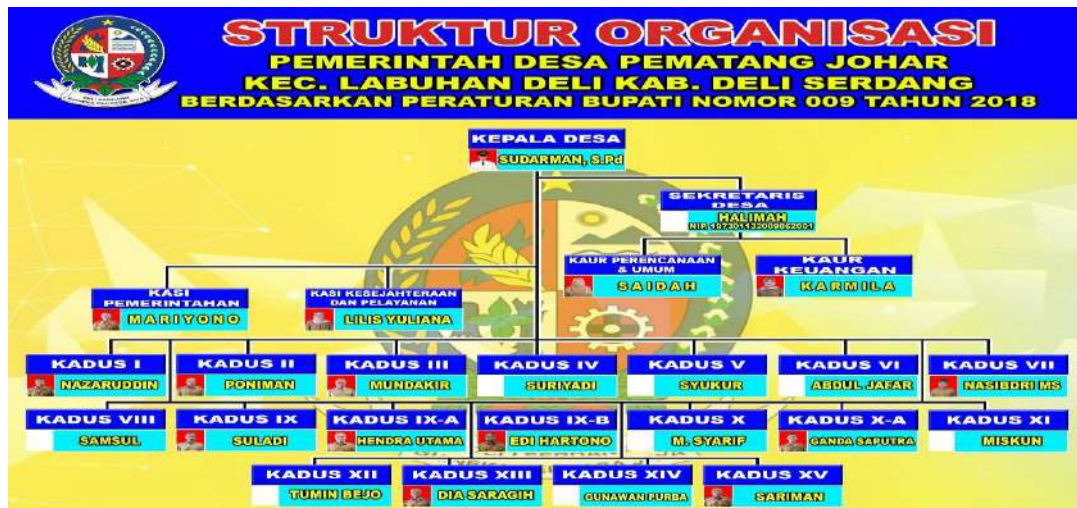 STRUKTUR ORGANISASI
PEMERINTAH DESA PEMATANG JOHAR
KEC. LABUHAN DELI KAB. DELI SERDANG
BERDASARKAN PERATURAN BUPATI NOMOR 009 TAHUN 2018
KEPALA DESA
SUDARMAN, S.Pd
SEKRETARIS
DESA
HALIMAH
NIP. 197301132009062001
KAUR PERENCANAAN
& UMUM
SAIDAH
KAUR
KEUANGAN
KARMILA
KASI
PEMERINTAHAN
MARIYONO
KASI KESEJAHTERAAN
DAN PELAYANAN
LILIS YULIANA
KADUS I
NAZARUDDIN
KADUS II
PONIMAN
KADUS III
MUNDAKIR
KADUS IV
SURIYADI
KADUS V
SYUKUR
KADUS VI
ABDUL JAFAR
KADUS VII
NASIBDRI MS
KADUS VIII
SAMSUL
KADUS IX
SULADI
KADUS IX-A
HENDRA UTAMA
KADUS IX-B
EDI HARTONO
KADUS X
M. SYARIF
KADUS X-A
GANDA SAPUTRA
KADUS XI
MISKUN
KADUS XII
TUMIN BEJO
KADUS XIII
DIA SARAGIH
KADUS XIV
GUNAWAN PURBA
KADUS XV
SARIMAN